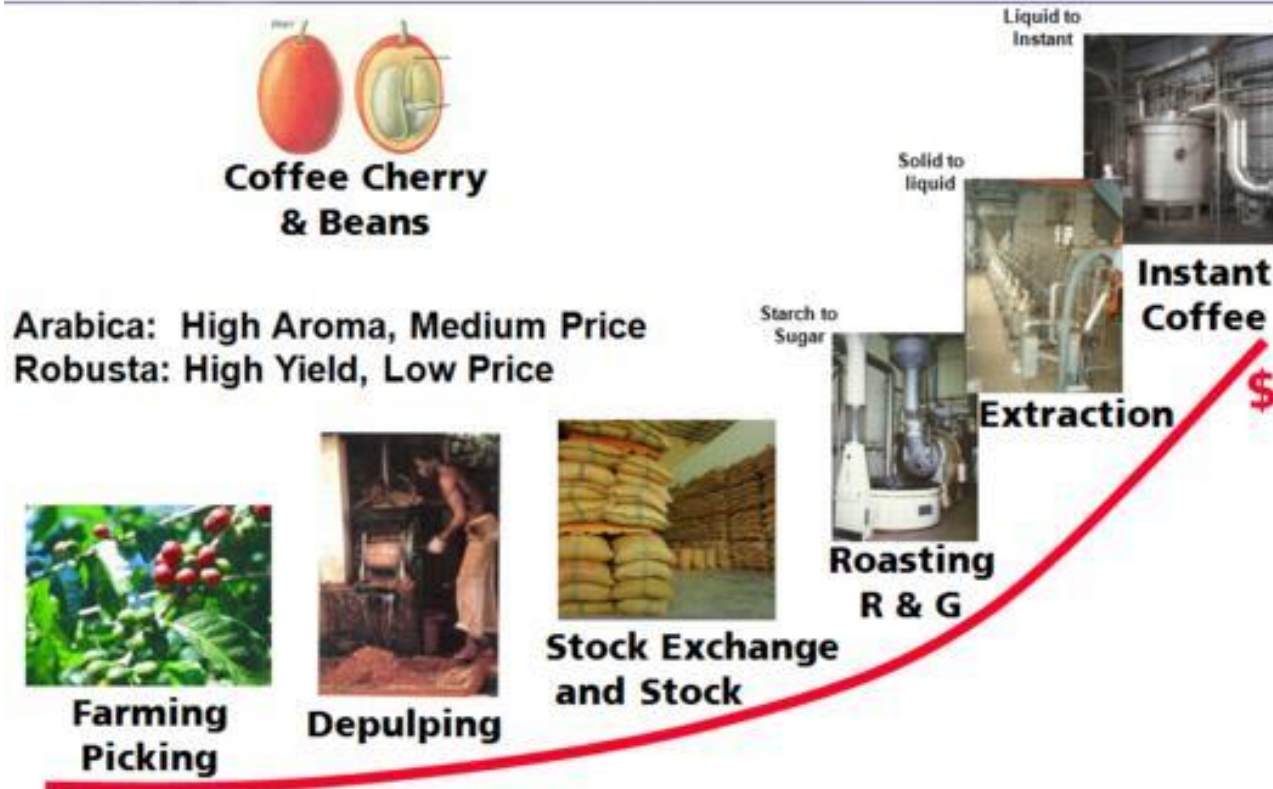 Liquid to
Instant
Coffee Cherry
& Beans
Solid to
liquid
Instant
Coffee
Arabica:  High Aroma, Medium Price
Robusta: High Yield, Low Price
Starch to
Sugar
$
Extraction
Roasting
R & G
Stock Exchange
and Stock
Depulping
Farming
Picking